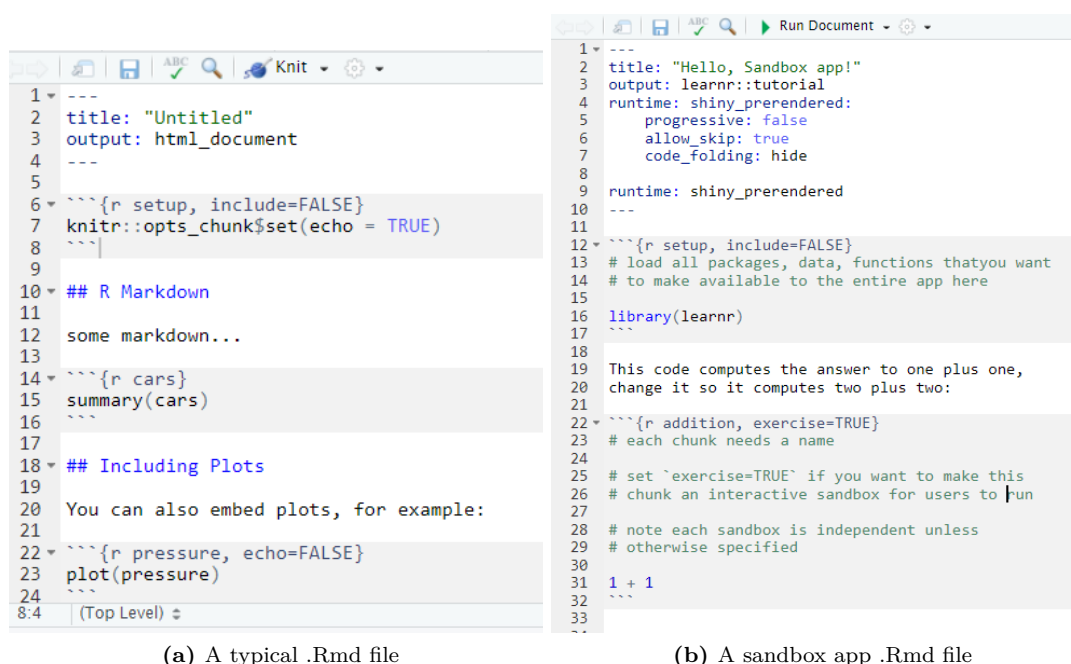 Knit
1 ---
2 title: "Untitled"
3 output: html_document
4 ---
5
6 ```{r setup, include=FALSE}
7 knitr::opts_chunk$set(echo = TRUE)
8 ```
9
10 ## R Markdown
11
12 some markdown...
13
14 ```{r cars}
15 summary(cars)
16 ```
17
18 ## Including Plots
19
20 You can also embed plots, for example:
21
22 ```{r pressure, echo=FALSE}
23 plot(pressure)
24 ```
8:4 (Top Level)
(a) A typical .Rmd file
ABC Run Document
1 ---
2 title: "Hello, Sandbox app!"
3 output: learnr::tutorial
4 runtime: shiny_prerendered:
5 progressive: false
6 allow_skip: true
7 code_folding: hide
8
9 runtime: shiny_prerendered
10 ---
11
12 ```{r setup, include=FALSE}
13 # load all packages, data, functions thatyou want
14 # to make available to the entire app here
15
16 library(learnr)
17 ```
18
19 This code computes the answer to one plus one,
20 change it so it computes two plus two:
21
22 ```{r addition, exercise=TRUE}
23 # each chunk needs a name
24
25 # set `exercise=TRUE` if you want to make this
26 # chunk an interactive sandbox for users to run
27
28 # note each sandbox is independent unless
29 # otherwise specified
30
31 1 + 1
32 ```
33
(b) A sandbox app .Rmd file